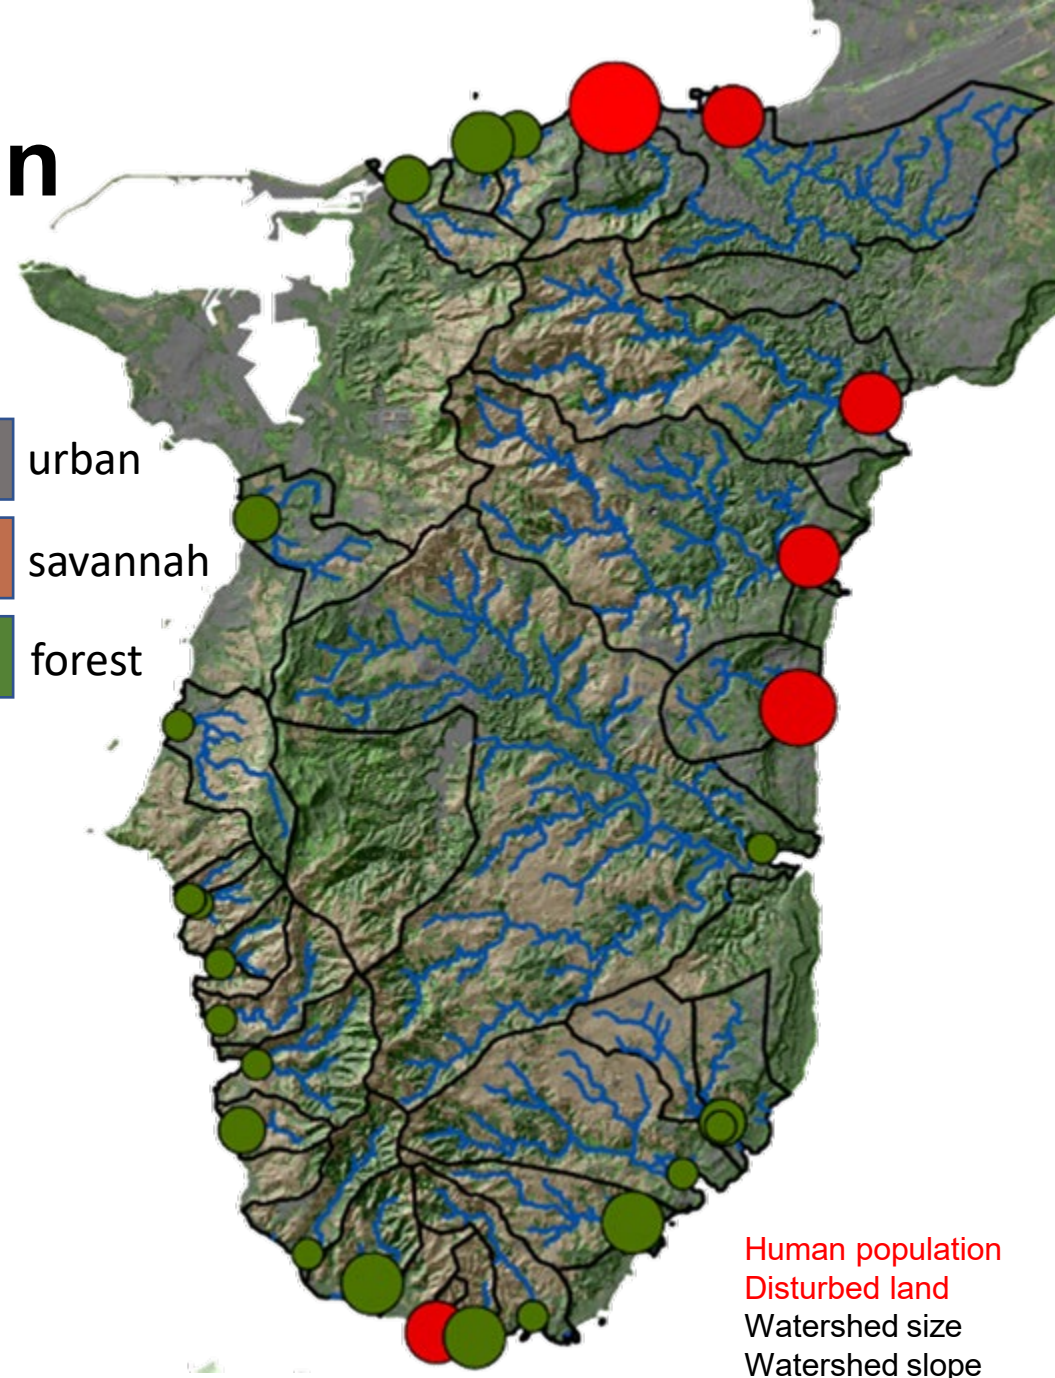 n
urban
savannah
forest
Human population
Disturbed land
Watershed size
Watershed slope